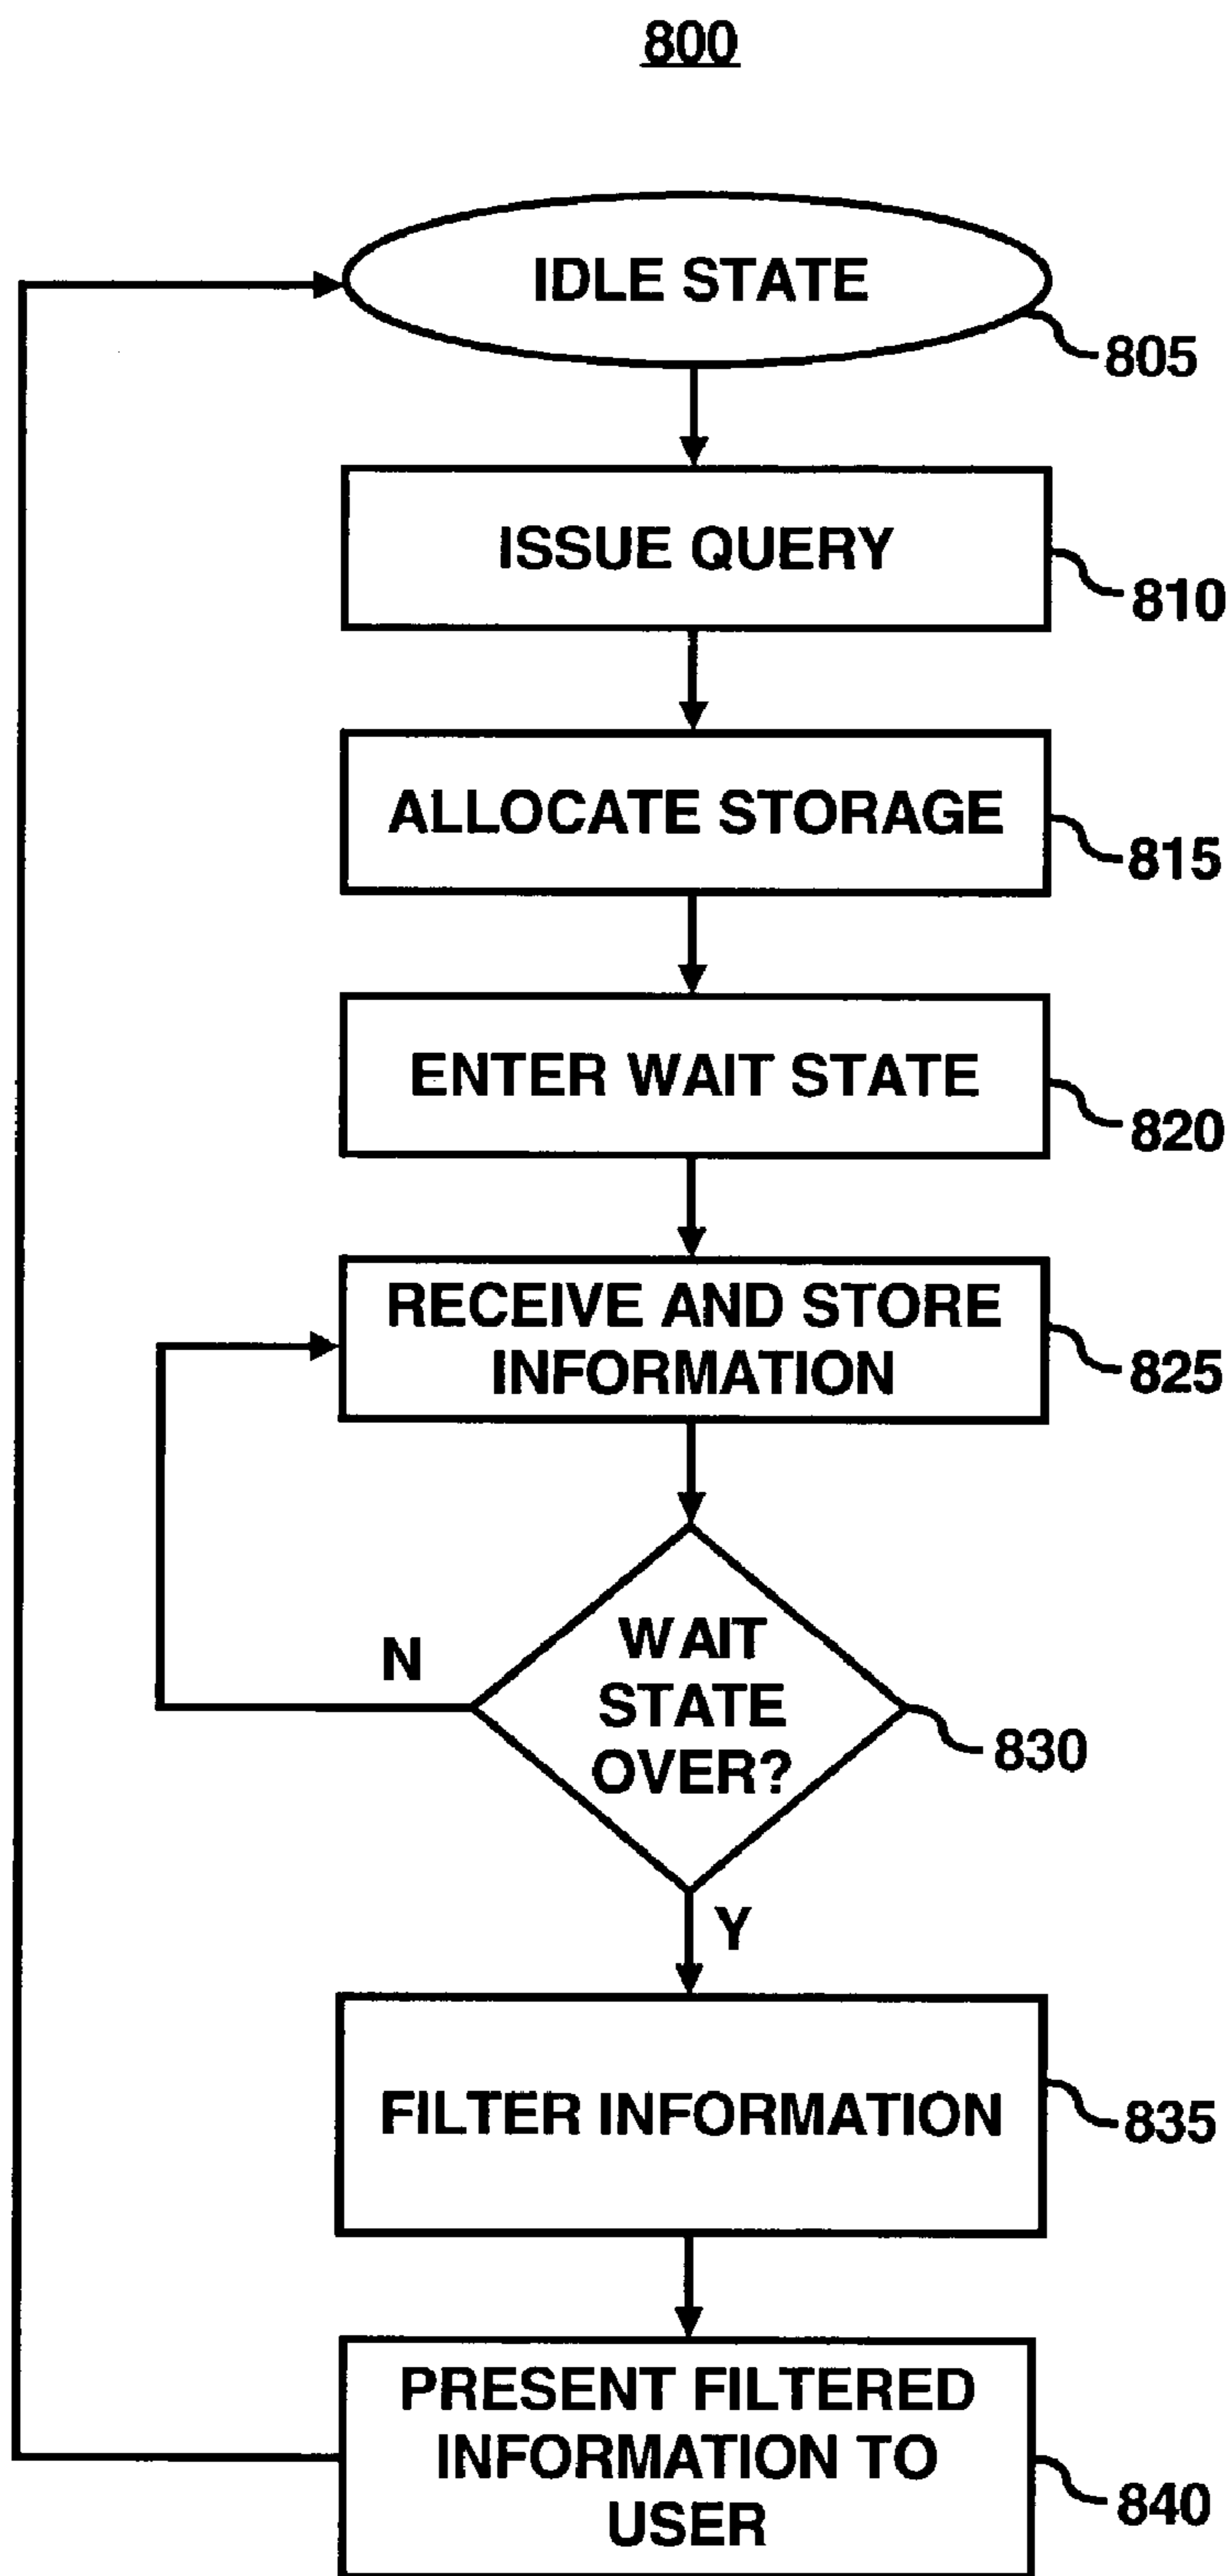 800
IDLE STATE
805
ISSUE QUERY
810
ALLOCATE STORAGE
815
ENTER WAIT STATE
820
RECEIVE AND STORE
INFORMATION
825
WAIT
STATE
OVER?
N
830
Y
FILTER INFORMATION
835
PRESENT FILTERED
INFORMATION TO
USER
840